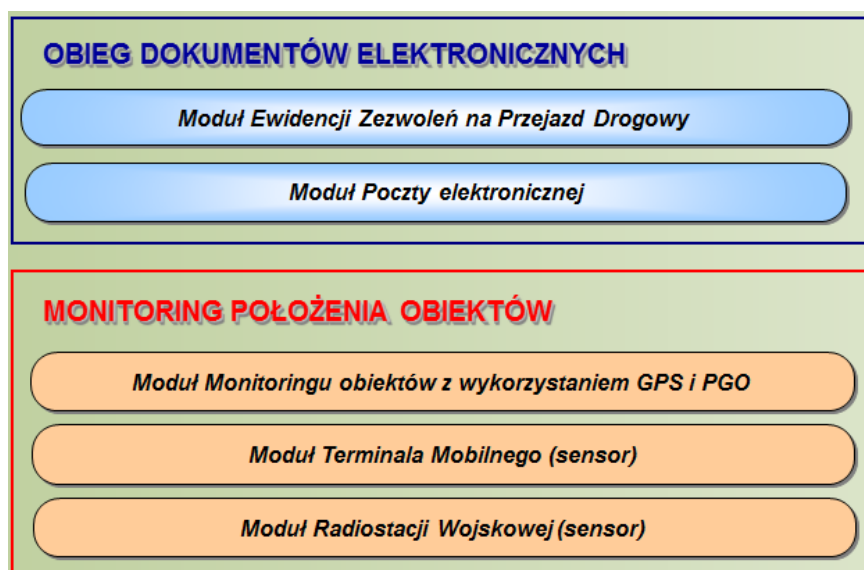 OBIEG DOKUMENTÓW ELEKTRONICZNYCH
Moduł Ewidencji Zezwoleń na Przejazd Drogowy
Moduł Poczty elektronicznej
MONITORING POŁOŻENIA OBIEKTÓW
Moduł Monitoringu obiektów z wykorzystaniem GPS i PGO
Moduł Terminala Mobilnego (sensor)
Moduł Radiostacji Wojskowej (sensor)